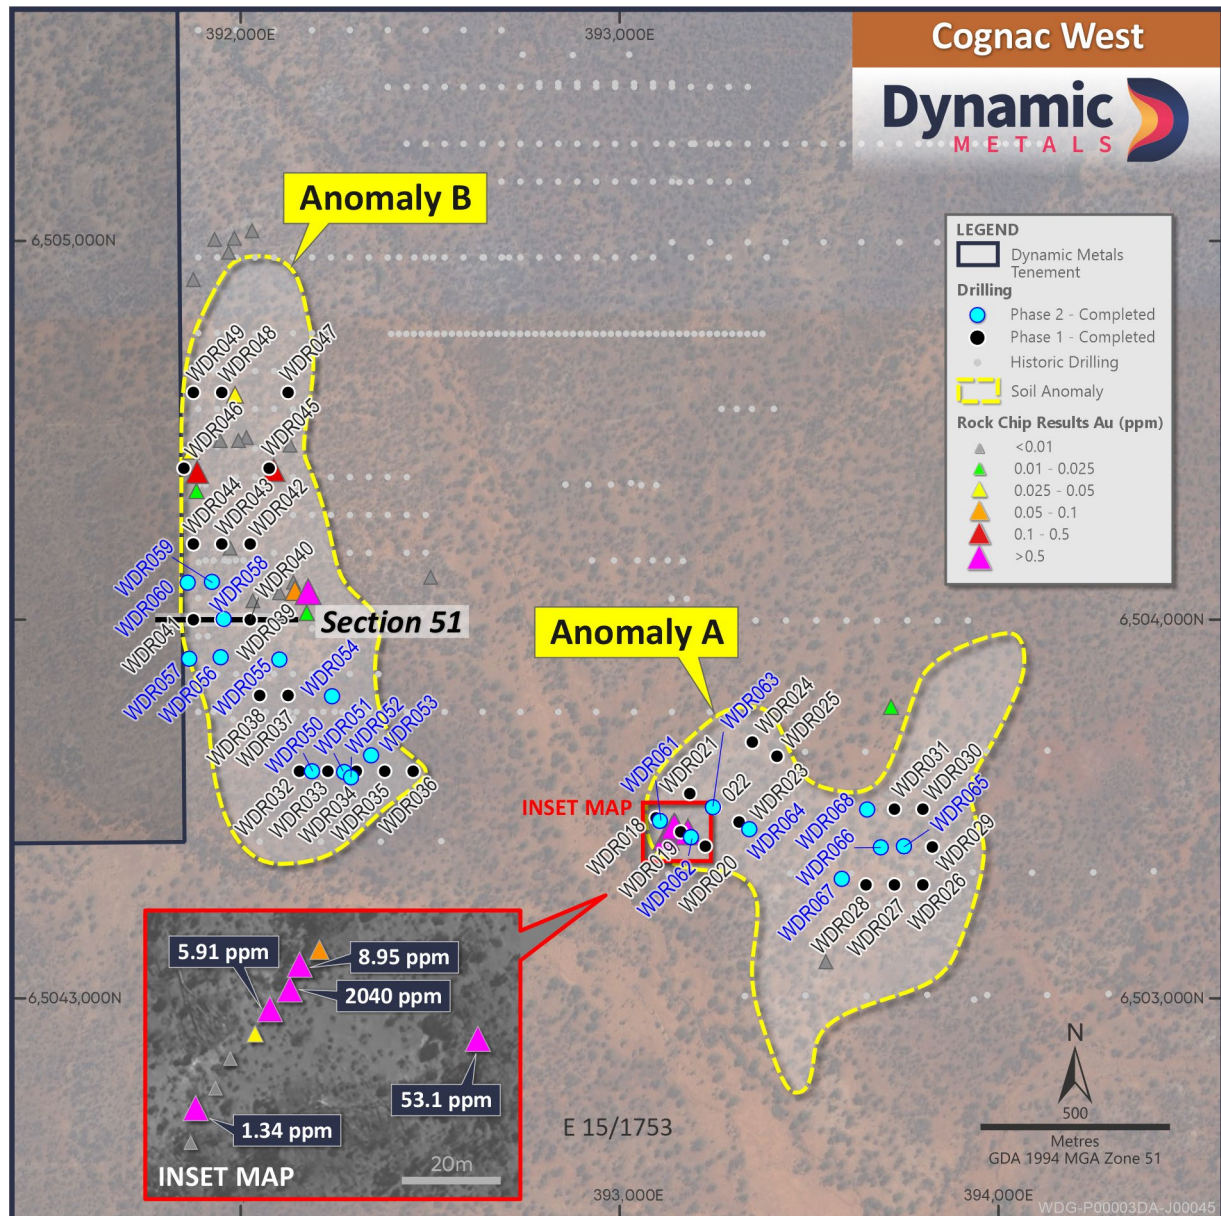 392,000E
393,000E
Cognac West
Dynamic
METALS
Anomaly B
6,505,000N
6,505,000N
LEGEND
Dynamic Metals
Tenement
Drilling
Phase 2 - Completed
Phase 1 - Completed
Historic Drilling
Soil Anomaly
Rock Chip Results Au (ppm)
<0.01
0.01 - 0.025
0.025 - 0.05
0.05 - 0.1
0.1 - 0.5
>0.5
WDR049
WDR048
WDR047
WDR046
WDR045
WDR044
WDR043
WDR042
WDR059
WDR060
WDR058
WDR040
WDR041
WDR039
Section 51
6,504,000N
Anomaly A
WDR057
WDR056
WDR055
WDR054
WDR038
WDR037
WDR050
WDR051
WDR052
WDR053
WDR032
WDR033
WDR034
WDR035
WDR036
WDR063
WDR024
WDR025
WDR061
WDR021
022
WDR023
WDR064
INSET MAP
WDR018
WDR019
WDR062
WDR020
WDR031
WDR030
WDR065
WDR068
WDR066
WDR067
WDR029
WDR028
WDR027
WDR026
5.91 ppm
8.95 ppm
2040 ppm
53.1 ppm
1.34 ppm
INSET MAP
20m
6,5043,000N
6,503,000N
E 15/1753
N
500
Metres
GDA 1994 MGA Zone 51
393,000E
394,000E
WDG-P00003DA-J00045